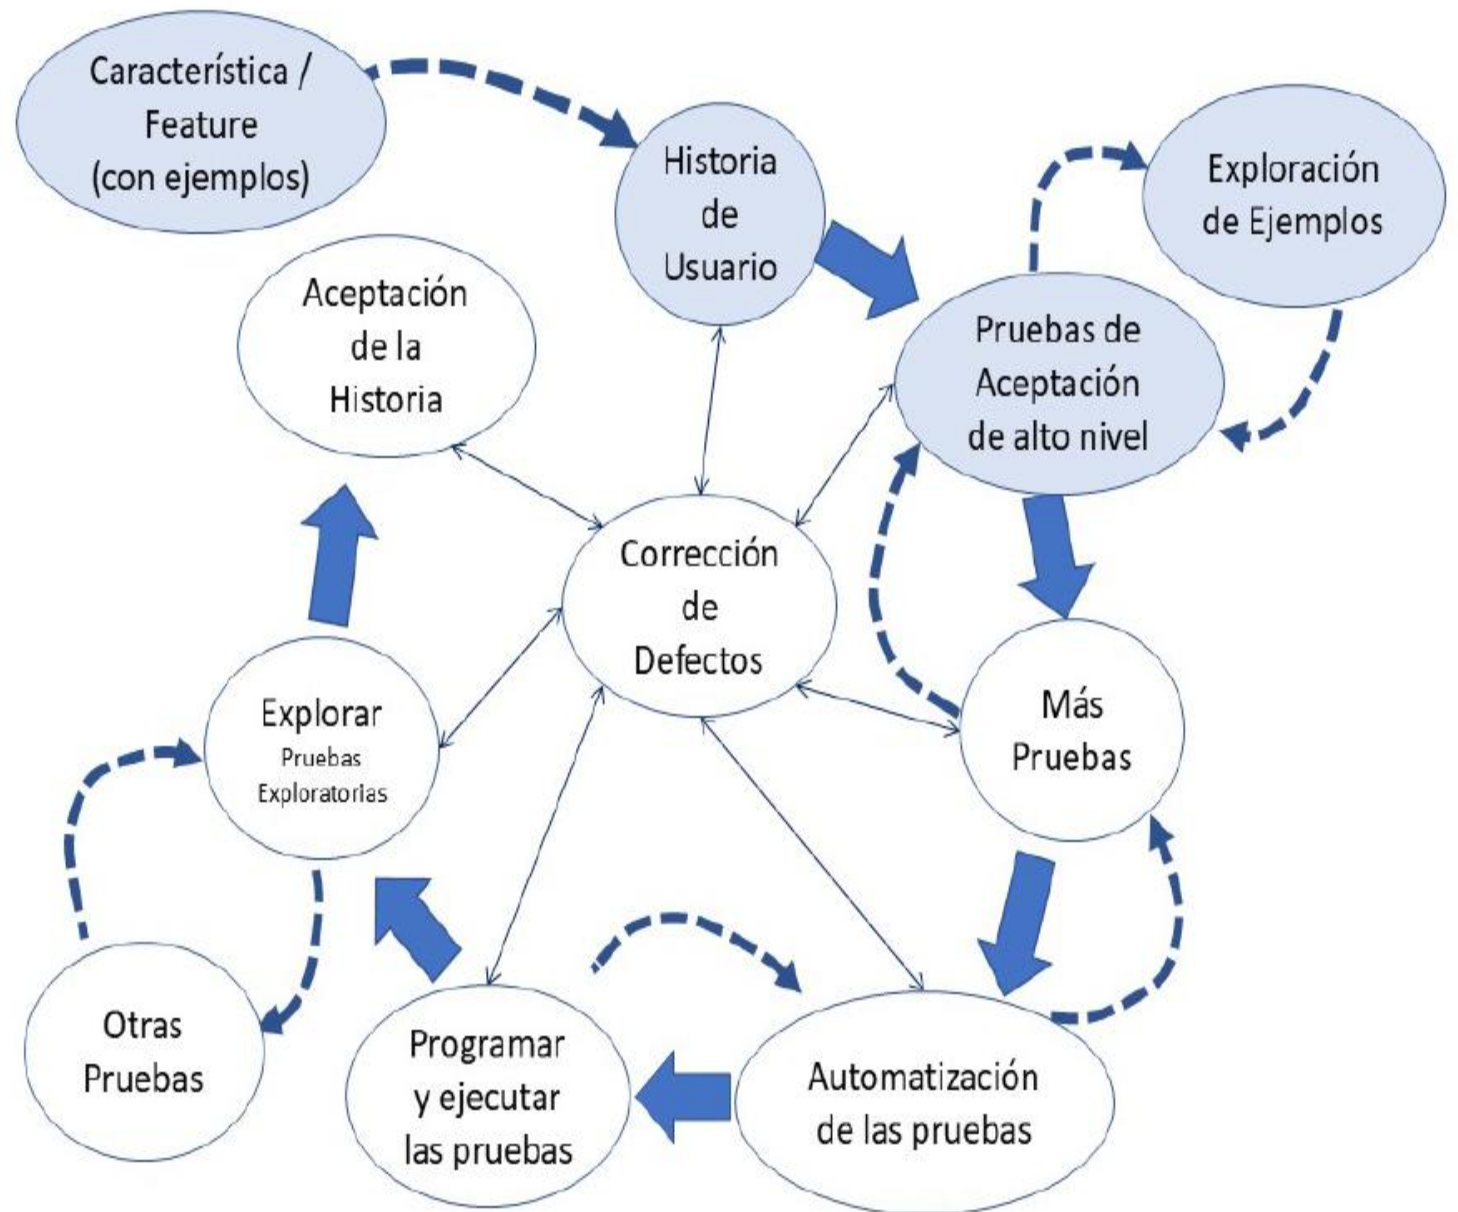 Característica /
Feature
(con ejemplos)
Historia
de
Usuario
Exploración
de Ejemplos
Aceptación
de la
Historia
Pruebas de
Aceptación
de alto nivel
Corrección
de
Defectos
Más
Pruebas
Explorar
Pruebas
Exploratorias
Otras
Pruebas
Programar
y ejecutar
las pruebas
Automatización
de las pruebas